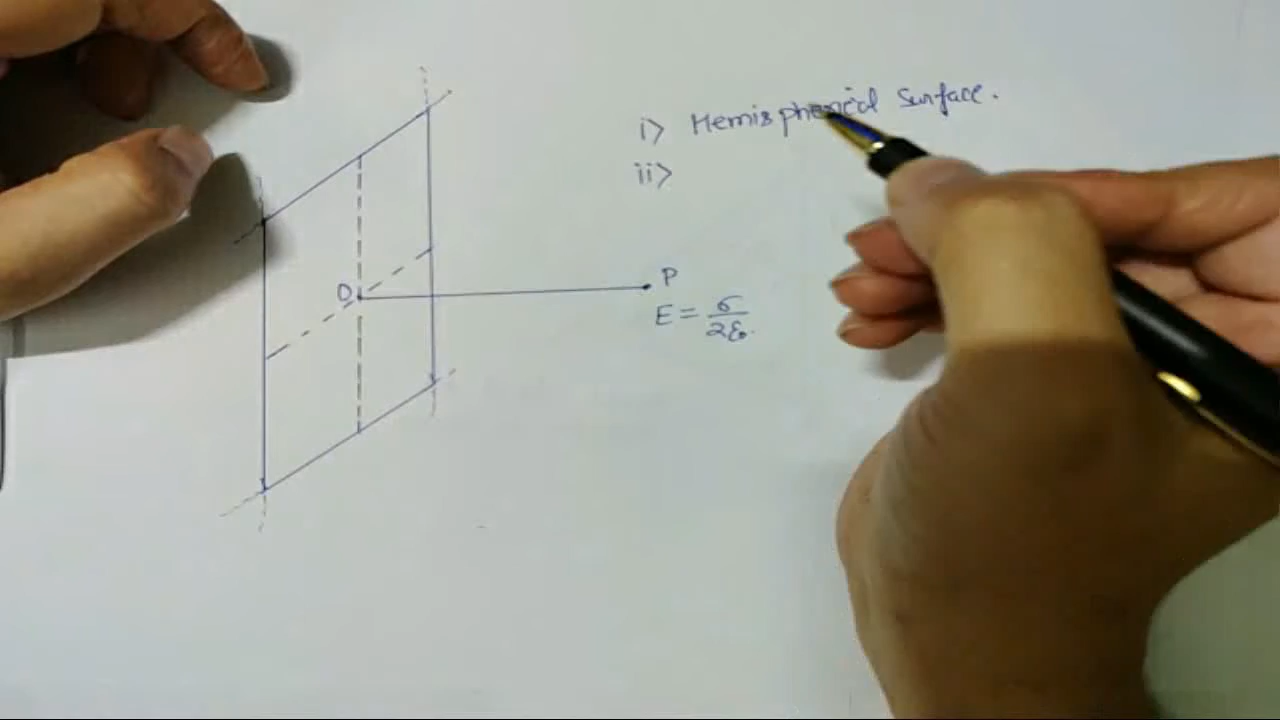 i> Hemispherical Surface.
ii>
O
P
E = σ/2ε₀